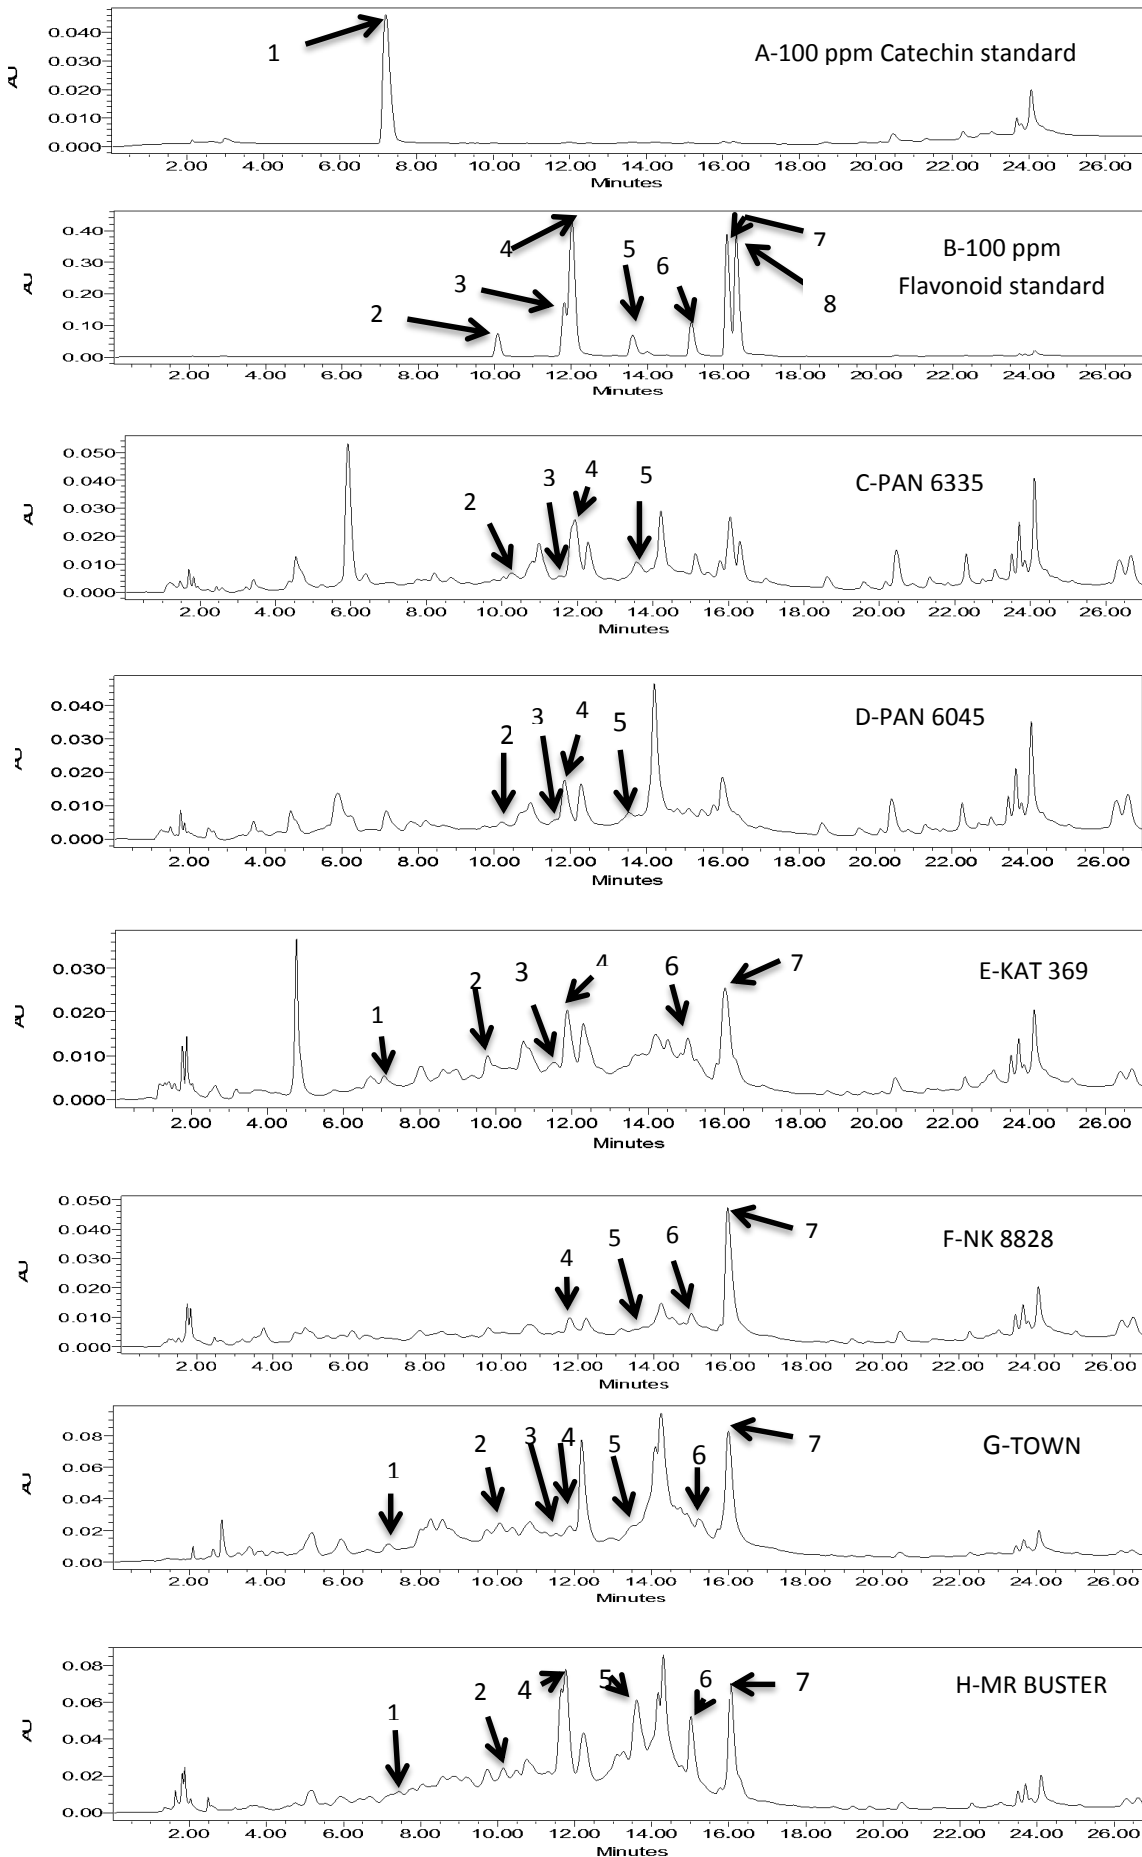 0.040
0.030
0.020
0.010
0.000
AU
1
A-100 ppm Catechin standard
2.00 4.00 6.00 8.00 10.00 12.00 14.00 16.00 18.00 20.00 22.00 24.00 26.00
Minutes
0.40
0.30
0.20
0.10
0.00
AU
2
3
4
5
6
7
8
B-100 ppm
Flavonoid standard
2.00 4.00 6.00 8.00 10.00 12.00 14.00 16.00 18.00 20.00 22.00 24.00 26.00
Minutes
0.050
0.040
0.030
0.020
0.010
0.000
AU
2
3
4
5
C-PAN 6335
2.00 4.00 6.00 8.00 10.00 12.00 14.00 16.00 18.00 20.00 22.00 24.00 26.00
Minutes
0.040
0.030
0.020
0.010
0.000
AU
2
3
4
5
D-PAN 6045
2.00 4.00 6.00 8.00 10.00 12.00 14.00 16.00 18.00 20.00 22.00 24.00 26.00
Minutes
0.030
0.020
0.010
0.000
AU
1
2
3
4
6
7
E-KAT 369
2.00 4.00 6.00 8.00 10.00 12.00 14.00 16.00 18.00 20.00 22.00 24.00 26.00
Minutes
0.050
0.040
0.030
0.020
0.010
0.000
AU
4
5
6
7
F-NK 8828
2.00 4.00 6.00 8.00 10.00 12.00 14.00 16.00 18.00 20.00 22.00 24.00 26.00
Minutes
0.08
0.06
0.04
0.02
0.00
AU
1
2
3
4
5
6
7
G-TOWN
2.00 4.00 6.00 8.00 10.00 12.00 14.00 16.00 18.00 20.00 22.00 24.00 26.00
Minutes
0.08
0.06
0.04
0.02
0.00
AU
1
2
4
5
6
7
H-MR BUSTER
2.00 4.00 6.00 8.00 10.00 12.00 14.00 16.00 18.00 20.00 22.00 24.00 26.00
Minutes